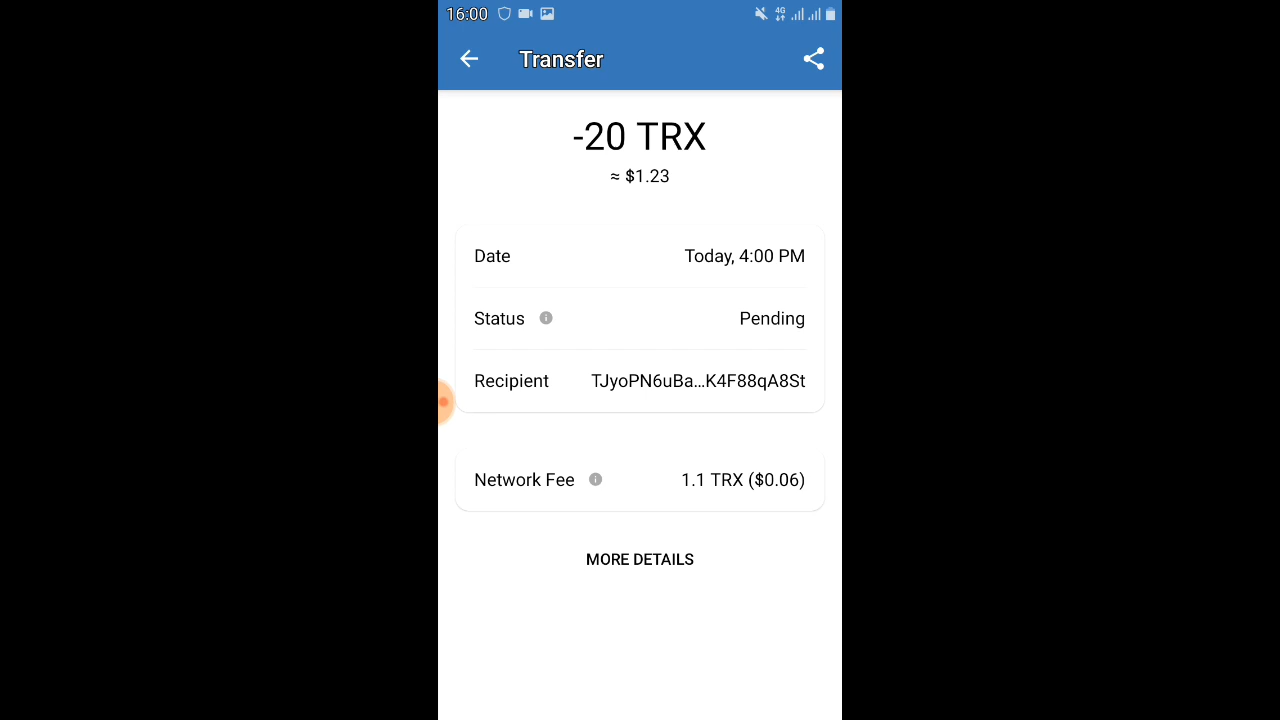 16:00 4G
Transfer
-20 TRX
≈ $1.23
Date Today, 4:00 PM
Status Pending
Recipient TJyoPN6uBa...K4F88qA8St
Network Fee 1.1 TRX ($0.06)
MORE DETAILS